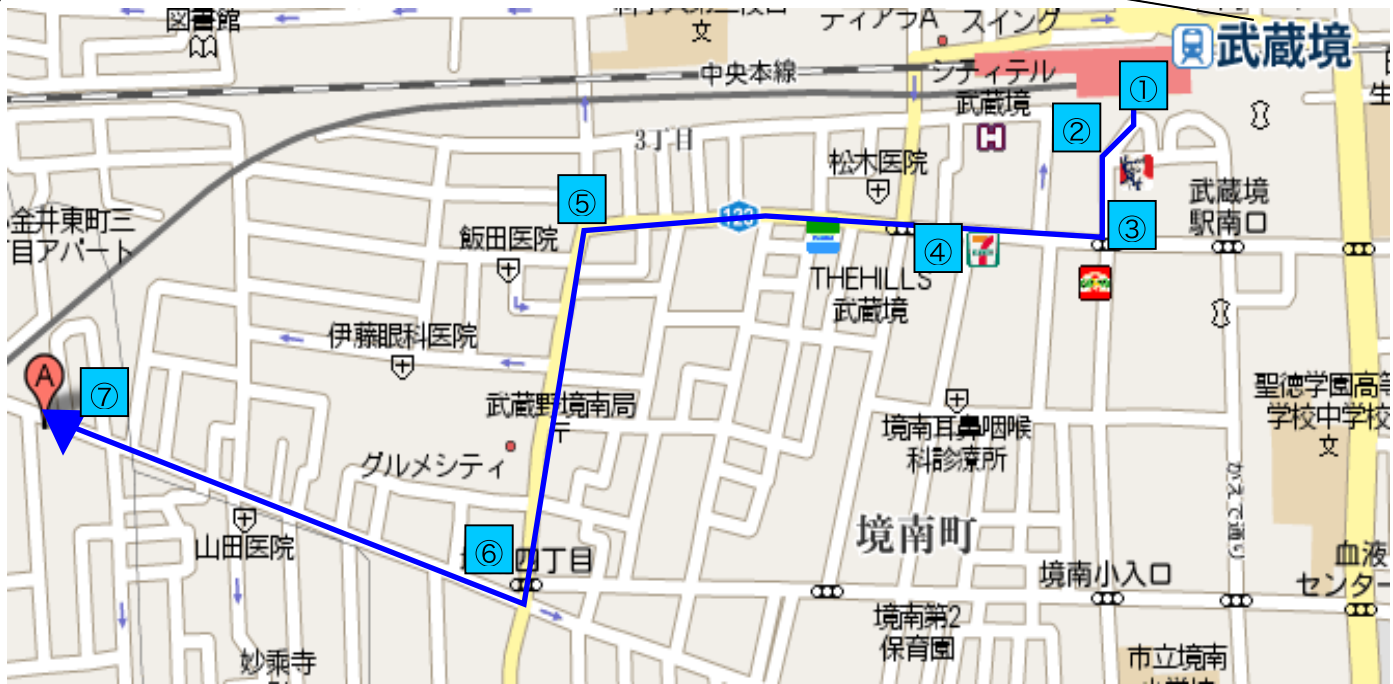 図書館
ティアラA スイング
武蔵境
中央本線
シティテル
武蔵境
①
②
3丁目
松木医院
武蔵境
駅南口
⑤
123
③
金井東町三
目アパート
飯田医院
④
7
THEHILLS
武蔵境
伊藤眼科医院
A
⑦
武蔵野境南局
聖徳学園高等
学校中学校
文
境南耳鼻咽喉
科診療所
グルメシティ
かえで通り
境南町
山田医院
⑥
四丁目
境南小入口
血液
センター
境南第2
保育園
妙乗寺
市立境南
文